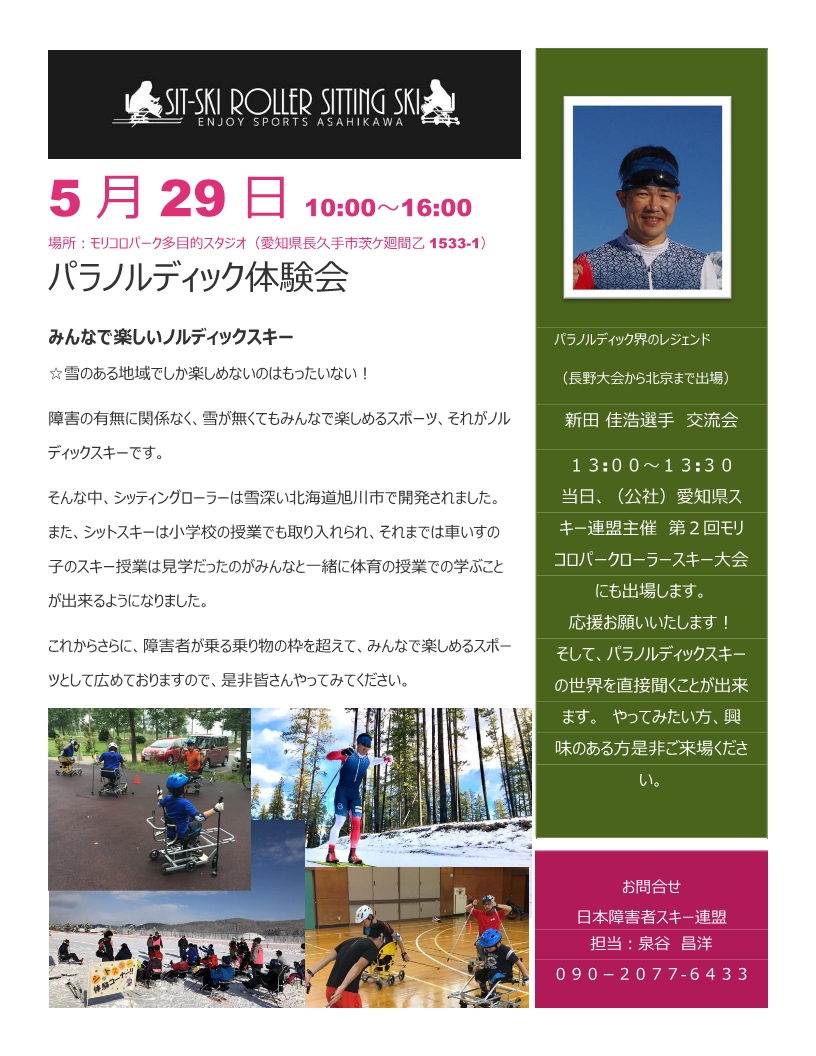 SIT-SKI ROLLER SITTING SKI
ENJOY SPORTS ASAHIKAWA
5 月 29 日 10:00～16:00
場所：モリコロパーク多目的スタジオ（愛知県長久手市茨ケ廻間乙 1533-1）
パラノルディック体験会
みんなで楽しいノルディックスキー
☆雪のある地域でしか楽しめないのはもったいない！
障害の有無に関係なく、雪が無くてもみんなで楽しめるスポーツ、それがノル
ディックスキーです。
そんな中、シッティングローラーは雪深い北海道旭川市で開発されました。
また、シットスキーは小学校の授業でも取り入れられ、それまでは車いすの
子のスキー授業は見学だったのがみんなと一緒に体育の授業での学ぶこと
が出来るようになりました。
これからさらに、障害者が乗る乗り物の枠を超えて、みんなで楽しめるスポー
ツとして広めておりますので、是非皆さんやってみてください。
シットスキー
体験コーナー!!
パラノルディック界のレジェンド
（長野大会から北京まで出場）
新田 佳浩選手　交流会
１３:００～１３:３０
当日、（公社）愛知県ス
キー連盟主催　第２回モリ
コロパークローラースキー大会
にも出場します。
応援お願いいたします！
そして、パラノルディックスキー
の世界を直接聞くことが出来
ます。 やってみたい方、興
味のある方是非ご来場くださ
い。
お問合せ
日本障害者スキー連盟
担当：泉谷　昌洋
０９０－２０７７-６４３３